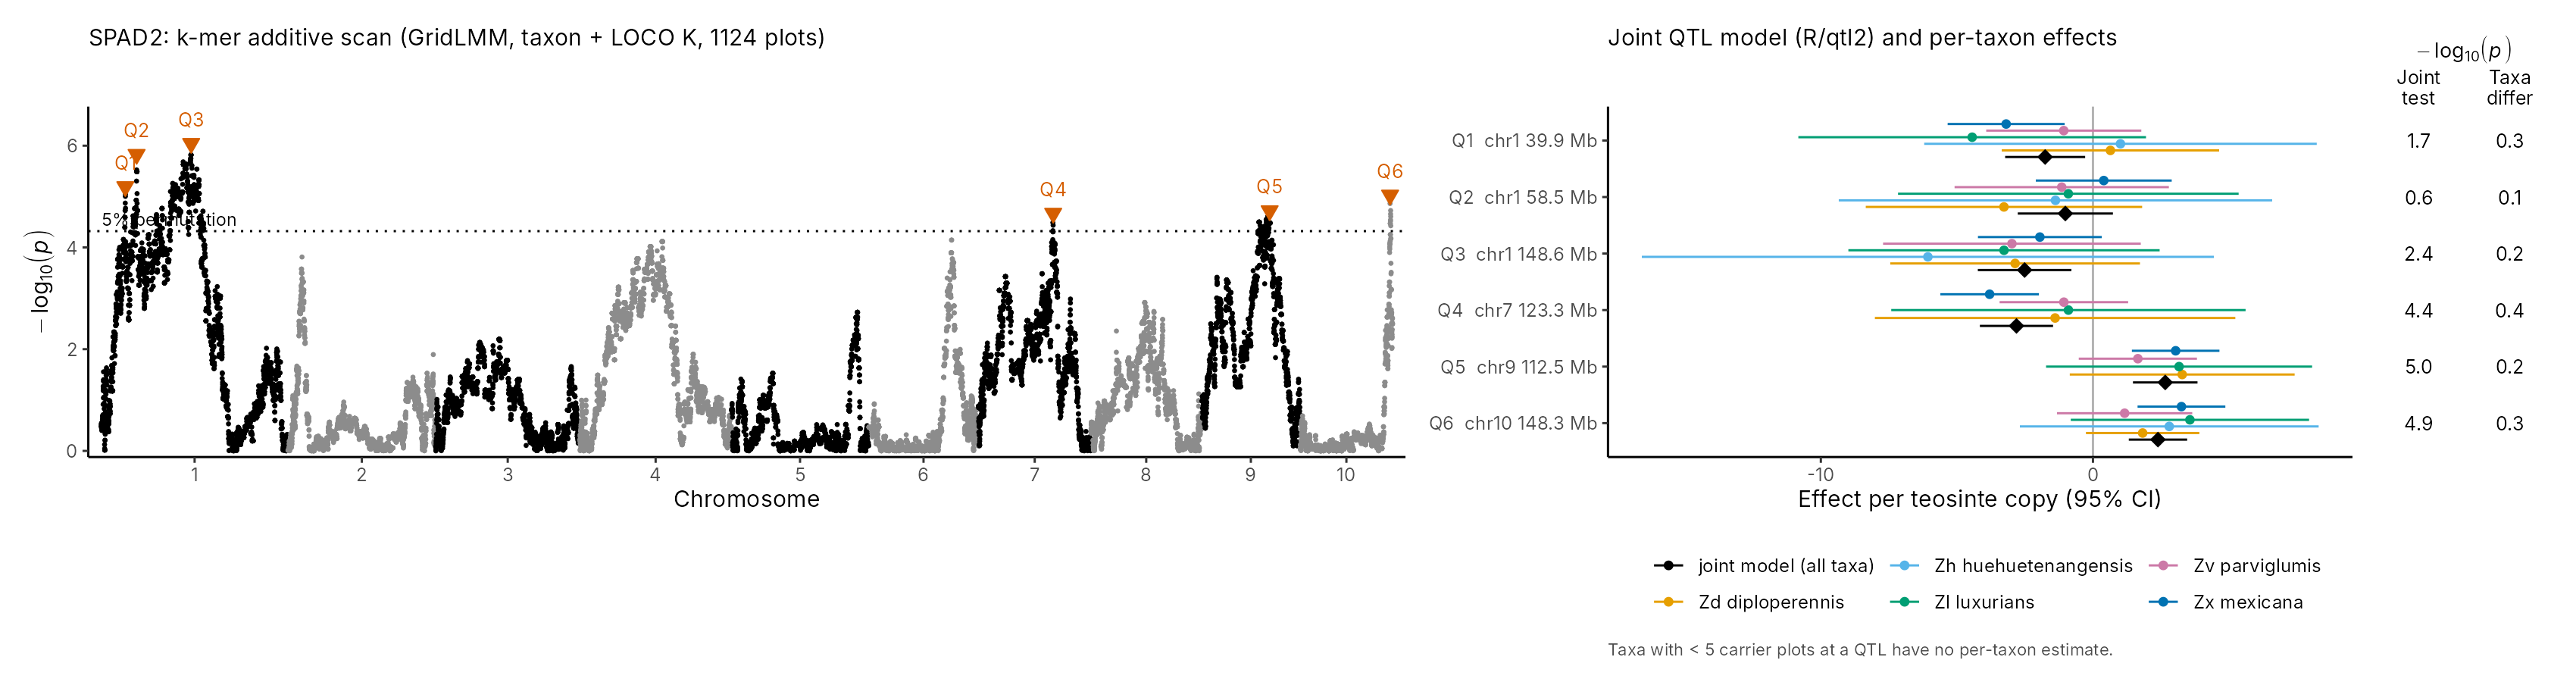 SPAD2: k-mer additive scan (GridLMM, taxon + LOCO K, 1124 plots)
− log10(p)
6
4
2
0
Q2
Q3
Q4
Q5
Q6
5% permutation
1 2 3 4 5 6 7 8 9 10
Chromosome
Joint QTL model (R/qtl2) and per-taxon effects
− log10(p)
Joint test
Taxa differ
Q1 chr1 39.9 Mb 1.7 0.3
Q2 chr1 58.5 Mb 0.6 0.1
Q3 chr1 148.6 Mb 2.4 0.2
Q4 chr7 123.3 Mb 4.4 0.4
Q5 chr9 112.5 Mb 5.0 0.2
Q6 chr10 148.3 Mb 4.9 0.3
-10 0
Effect per teosinte copy (95% CI)
joint model (all taxa) Zh huehuetenangensis Zv parviglumis
Zd diploperennis Zl luxurians Zx mexicana
Taxa with < 5 carrier plots at a QTL have no per-taxon estimate.